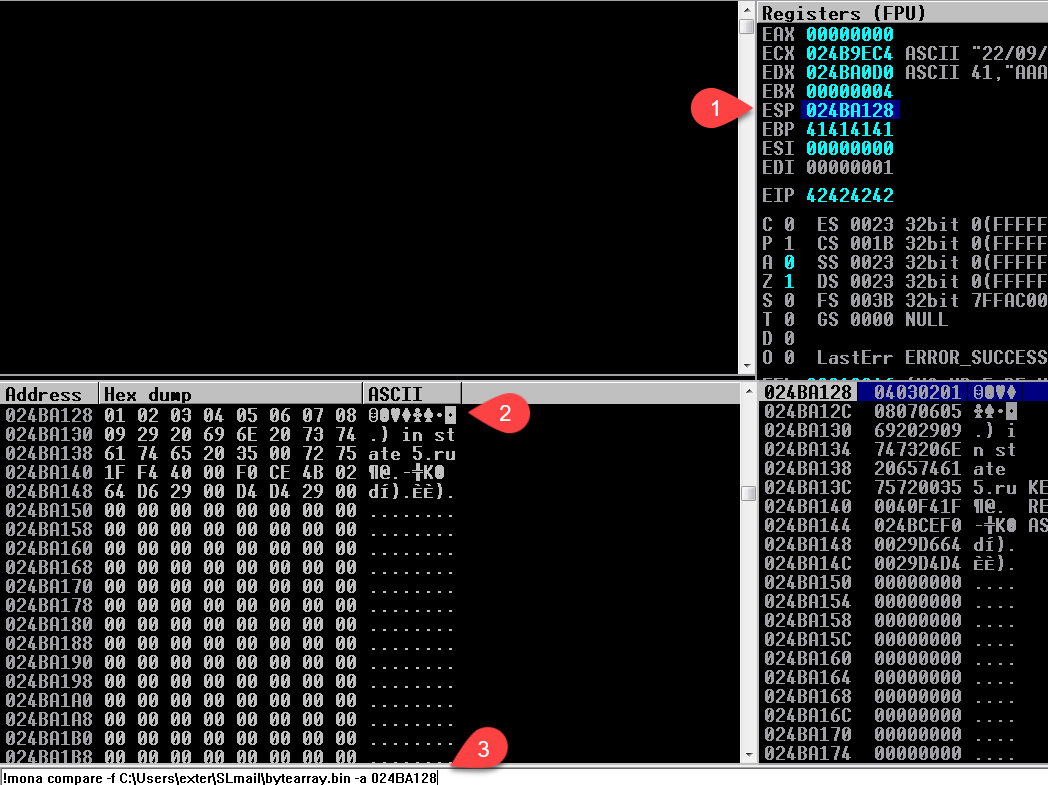 Registers (FPU)
EAX 00000000
ECX 024B9EC4 ASCII "22/09/
EDX 024BA0D0 ASCII 41,"AAA
EBX 00000004
1
ESP 024BA128
EBP 41414141
ESI 00000000
EDI 00000001
EIP 42424242
C 0 ES 0023 32bit 0(FFFFF
P 1 CS 001B 32bit 0(FFFFF
A 0 SS 0023 32bit 0(FFFFF
Z 1 DS 0023 32bit 0(FFFFF
S 0 FS 003B 32bit 7FFAC00
T 0 GS 0000 NULL
D 0
O 0 LastErr ERROR_SUCCESS
Address Hex dump ASCII
024BA128 01 02 03 04 05 06 07 08
2
024BA130 09 29 20 69 6E 20 73 74 .) in st
024BA138 61 74 65 20 35 00 72 75 ate 5.ru
024BA140 1F F4 40 00 F0 CE 4B 02
024BA148 64 D6 29 00 D4 D4 29 00 dí).èè).
024BA150 00 00 00 00 00 00 00 00 ........
024BA158 00 00 00 00 00 00 00 00 ........
024BA160 00 00 00 00 00 00 00 00 ........
024BA168 00 00 00 00 00 00 00 00 ........
024BA170 00 00 00 00 00 00 00 00 ........
024BA178 00 00 00 00 00 00 00 00 ........
024BA180 00 00 00 00 00 00 00 00 ........
024BA188 00 00 00 00 00 00 00 00 ........
024BA190 00 00 00 00 00 00 00 00 ........
024BA198 00 00 00 00 00 00 00 00 ........
024BA1A0 00 00 00 00 00 00 00 00 ........
024BA1A8 00 00 00 00 00 00 00 00 ........
024BA1B0 00 00 00 00 00 00 00 00 ........
024BA1B8 00 00 00 00 00 00 00 00 ........
024BA128 04030201
024BA12C 08070605
024BA130 69202909 .) i
024BA134 7473206E n st
024BA138 20657461 ate
024BA13C 75720035 5.ru KE
024BA140 0040F41F ¶@. RE
024BA144 024BCEF0 AS
024BA148 0029D664 dí).
024BA14C 0029D4D4 èè).
024BA150 00000000 ....
024BA154 00000000 ....
024BA158 00000000 ....
024BA15C 00000000 ....
024BA160 00000000 ....
024BA164 00000000 ....
024BA168 00000000 ....
024BA16C 00000000 ....
024BA170 00000000 ....
024BA174 00000000 ....
3
!mona compare -f C:\Users\exter\SLmail\bytearray.bin -a 024BA128